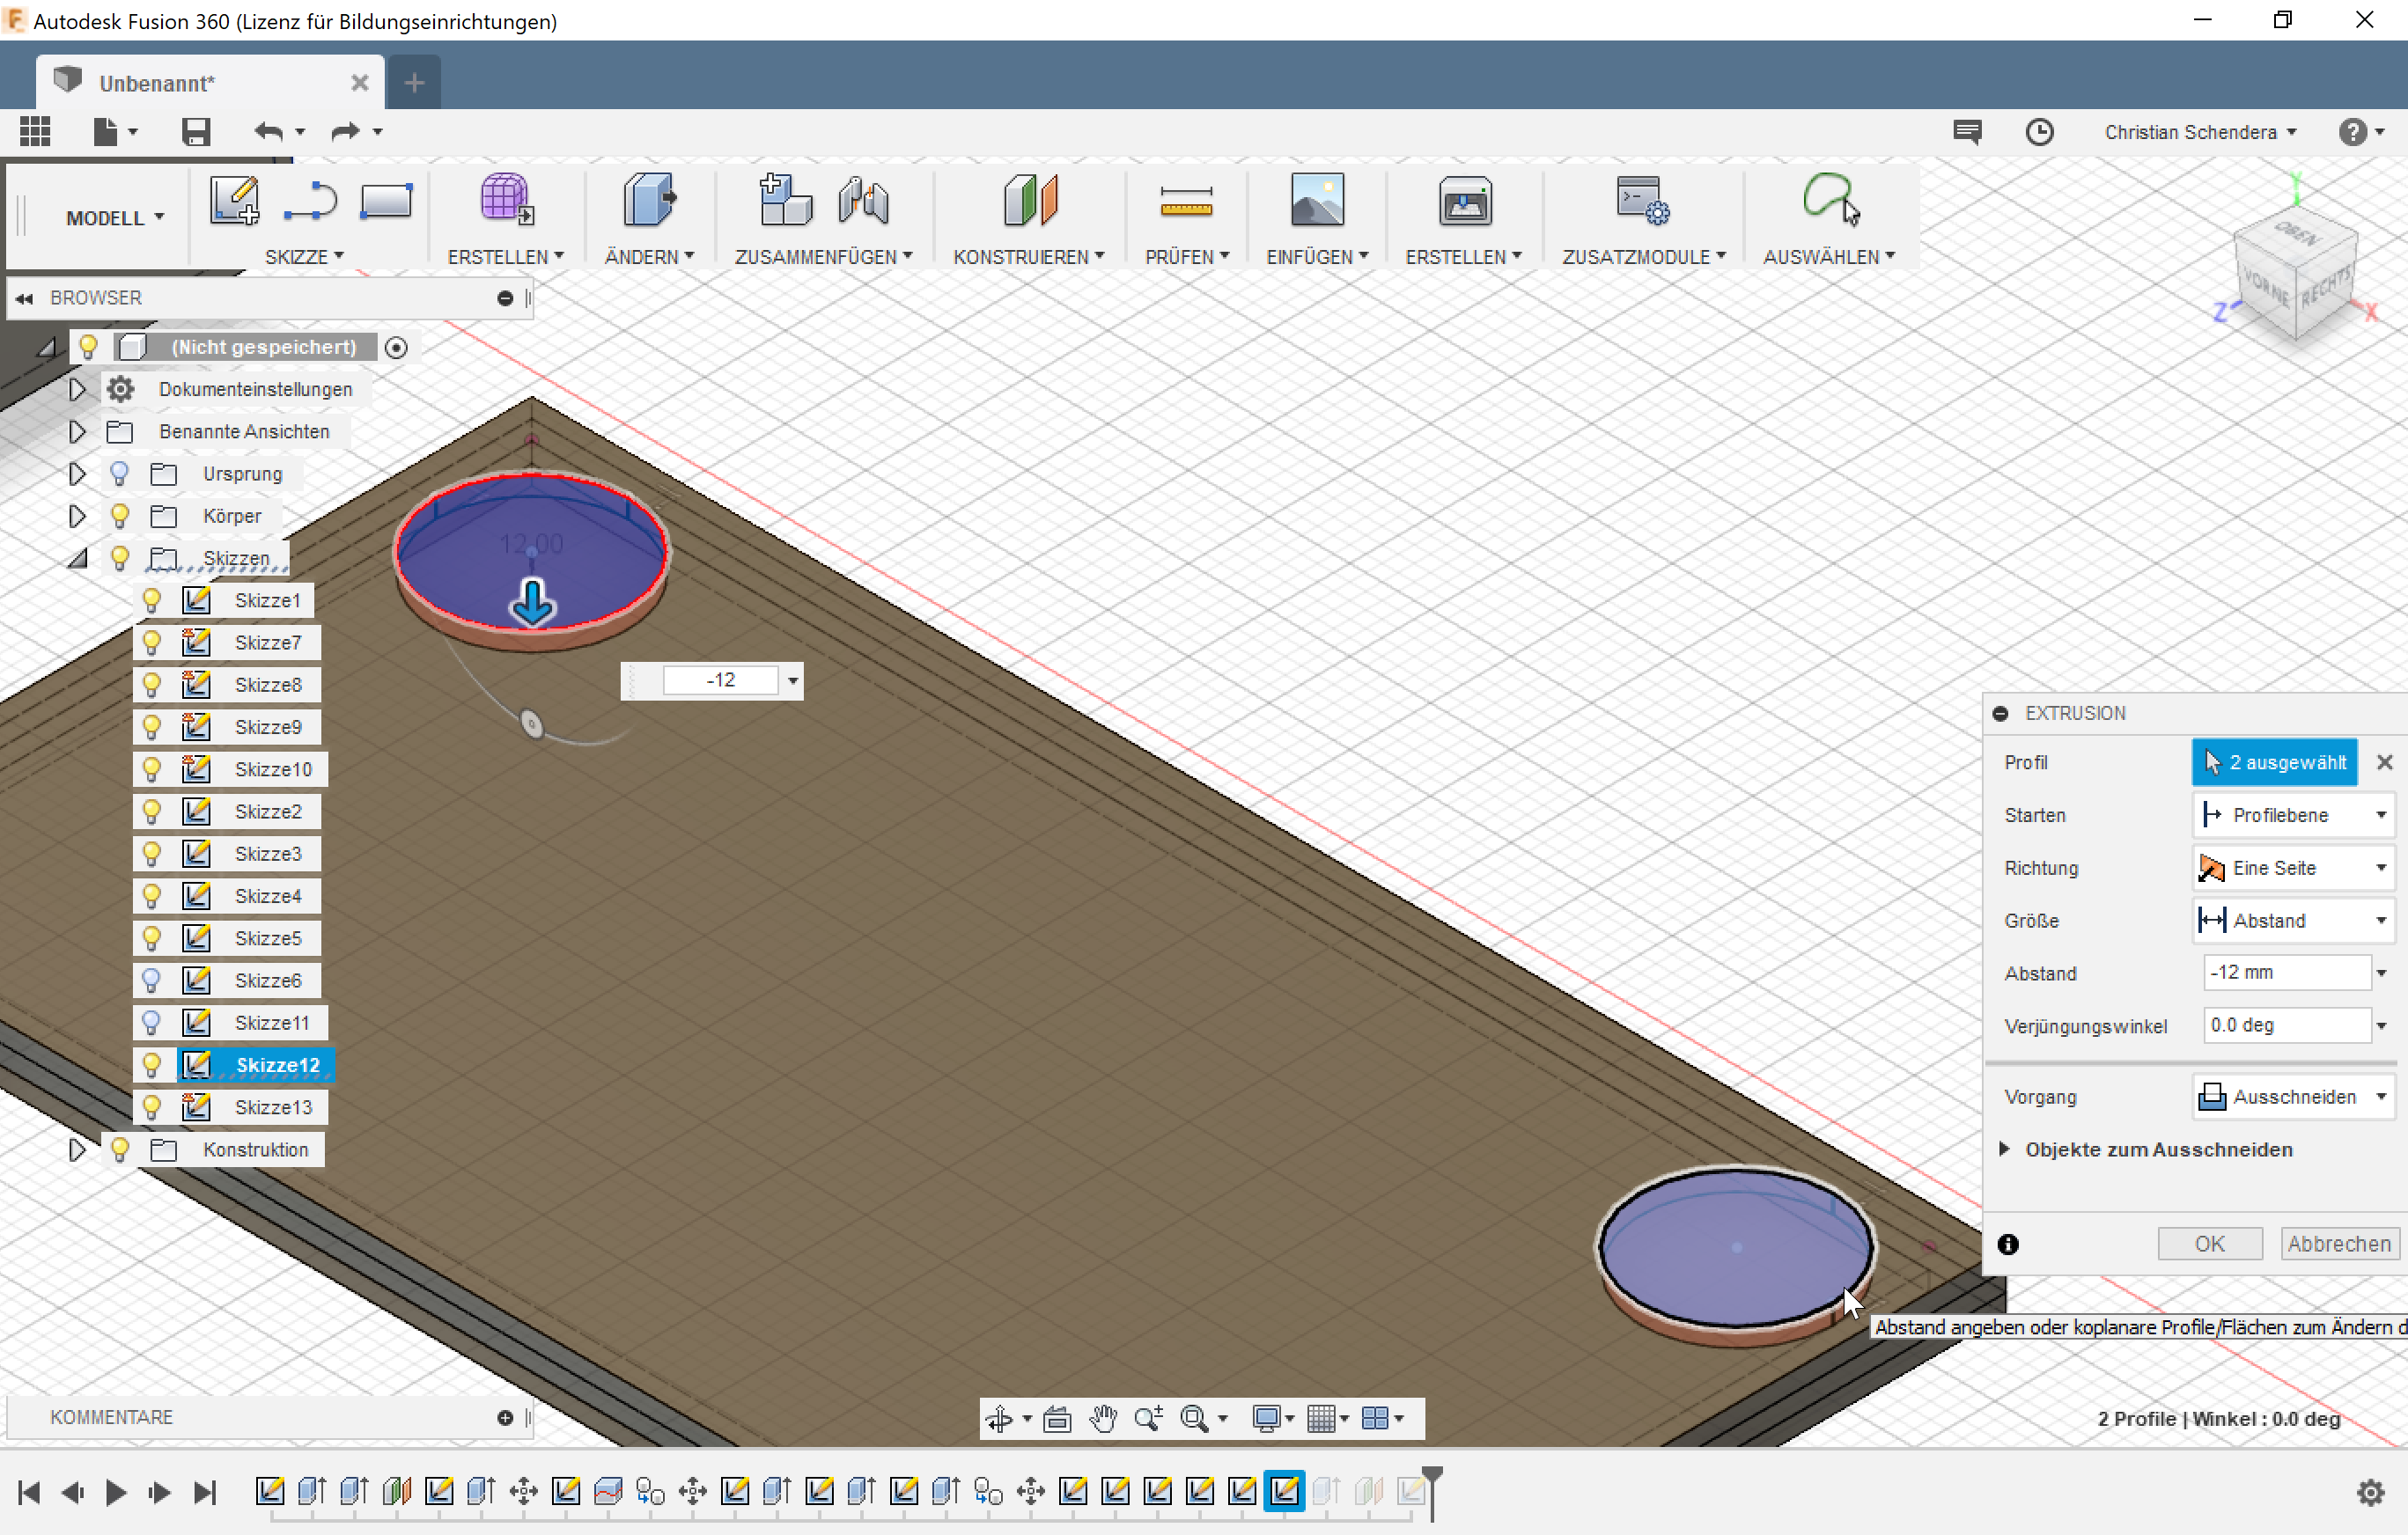 Autodesk Fusion 360 (Lizenz für Bildungseinrichtungen)
Unbenannt*
Christian Schendera
MODELL
SKIZZE
ERSTELLEN
ÄNDERN
ZUSAMMENFÜGEN
KONSTRUIEREN
PRÜFEN
EINFÜGEN
ERSTELLEN
ZUSATZMODULE
AUSWÄHLEN
OBEN
VORNE
RECHTS
Y
Z
X
BROWSER
(Nicht gespeichert)
Dokumenteinstellungen
Benannte Ansichten
Ursprung
Körper
Skizzen
Skizze1
Skizze7
Skizze8
Skizze9
Skizze10
Skizze2
Skizze3
Skizze4
Skizze5
Skizze6
Skizze11
Skizze12
Skizze13
Konstruktion
12.00
-12
EXTRUSION
Profil 2 ausgewählt
Starten Profilebene
Richtung Eine Seite
Größe Abstand
Abstand -12 mm
Verjüngungswinkel 0.0 deg
Vorgang Ausschneiden
Objekte zum Ausschneiden
OK Abbrechen
Abstand angeben oder koplanare Profile/Flächen zum Ändern d
KOMMENTARE
2 Profile | Winkel : 0.0 deg